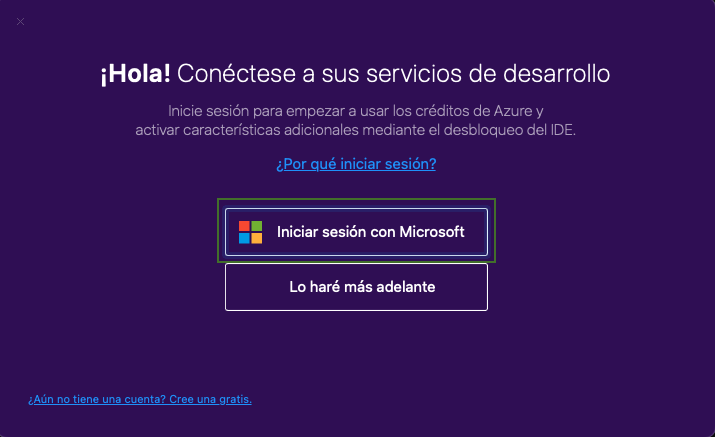 ¡Hola! Conéctese a sus servicios de desarrollo
Inicie sesión para empezar a usar los créditos de Azure y
activar características adicionales mediante el desbloqueo del IDE.
¿Por qué iniciar sesión?
Iniciar sesión con Microsoft
Lo haré más adelante
¿Aún no tiene una cuenta? Cree una gratis.